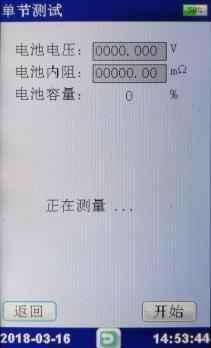 单节测试 50%
电池电压: 0000.000 V
电池内阻: 00000.00 mΩ
电池容量: 0 %
正在测量 ...
返回 开始
2018-03-16 14:53:44